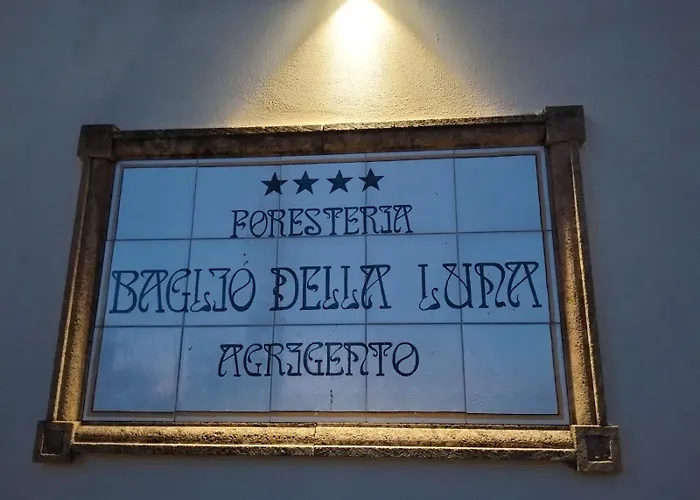 ★★★★
FORESTERIA
BAGLIO DELLA LUNA
AGRIGENTO